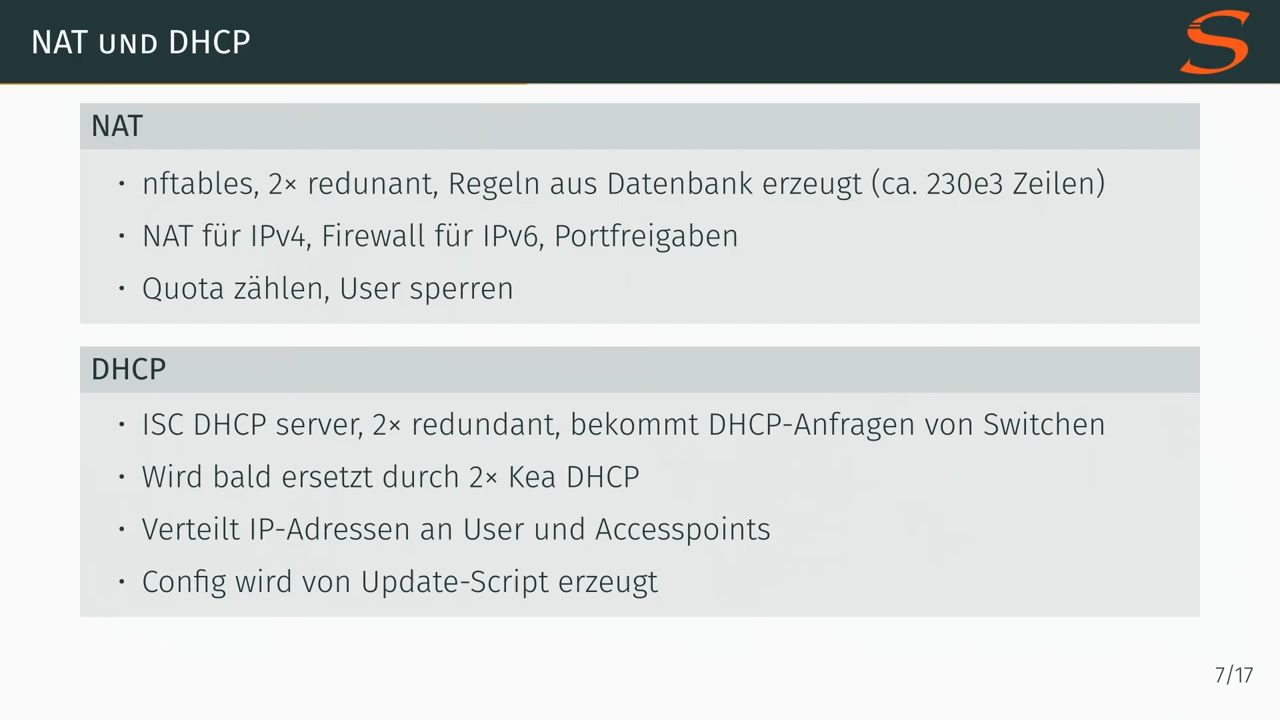 NAT und DHCP
NAT
• nftables, 2× redunant, Regeln aus Datenbank erzeugt (ca. 230e3 Zeilen)
• NAT für IPv4, Firewall für IPv6, Portfreigaben
• Quota zählen, User sperren
DHCP
• ISC DHCP server, 2× redundant, bekommt DHCP-Anfragen von Switchen
• Wird bald ersetzt durch 2× Kea DHCP
• Verteilt IP-Adressen an User und Accesspoints
• Config wird von Update-Script erzeugt
7/17